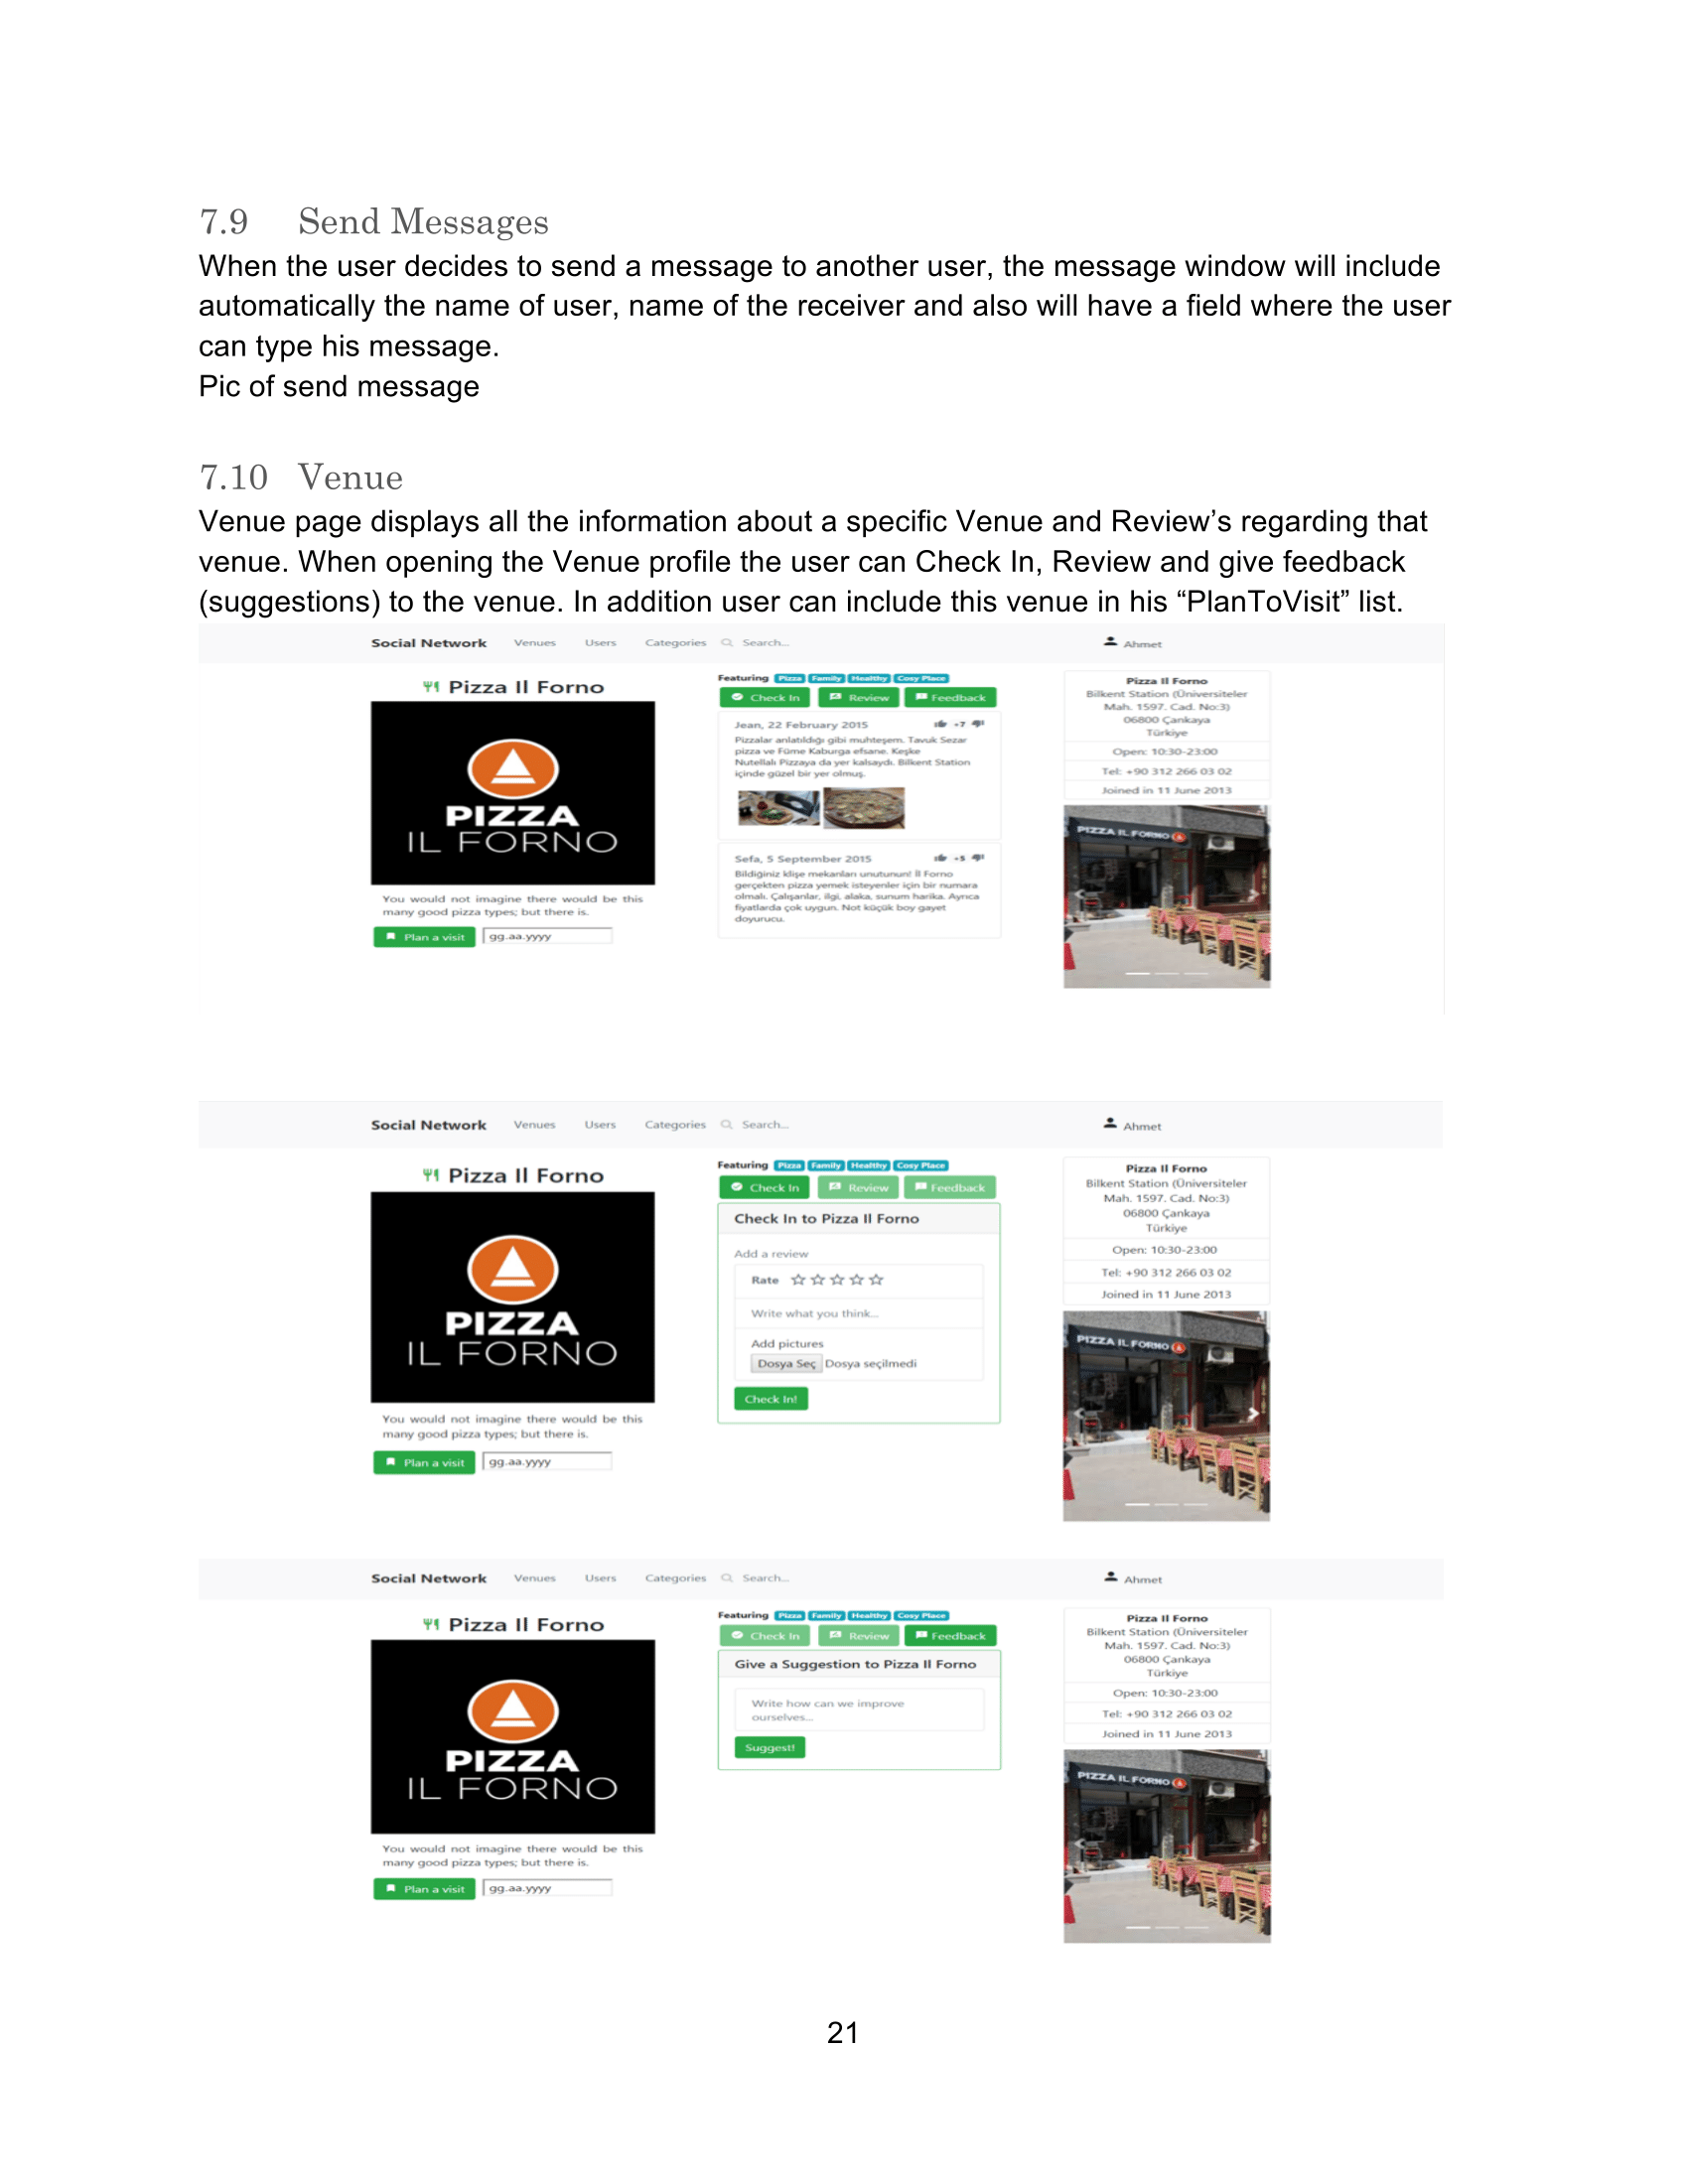 7.9 Send Messages
When the user decides to send a message to another user, the message window will include
automatically the name of user, name of the receiver and also will have a field where the user
can type his message.
Pic of send message
7.10 Venue
Venue page displays all the information about a specific Venue and Review’s regarding that
venue. When opening the Venue profile the user can Check In, Review and give feedback
(suggestions) to the venue. In addition user can include this venue in his “PlanToVisit” list.
Social Network Venues Users Categories Search... Ahmet
Pizza Il Forno
PIZZA
IL FORNO
You would not imagine there would be this
many good pizza types; but there is.
Plan a visit gg.aa.yyyy
Featuring Pizza Family Healthy Cosy Place
Check In Review Feedback
Jean, 22 February 2015 +7
Pizzalar anlatıldığı gibi muhteşem. Tavuk Sezar
pizza ve Füme Kaburga efsane. Keşke
Nutellalı Pizzaya da yer kalsaydı. Bilkent Station
içinde güzel bir yer olmuş.
Sefa, 5 September 2015 +5
Bildiğiniz klişe mekanları unutunun! İl Forno
gerçekten pizza yemek isteyenler için bir numara
olmalı. Çalışanlar, ilgi, alaka, sunum harika. Ayrıca
fiyatlarda çok uygun. Not küçük boy gayet
doyurucu.
Pizza Il Forno
Bilkent Station (Üniversiteler
Mah. 1597. Cad. No:3)
06800 Çankaya
Türkiye
Open: 10:30-23:00
Tel: +90 312 266 03 02
Joined in 11 June 2013
PIZZA IL FORNO
Social Network Venues Users Categories Search... Ahmet
Pizza Il Forno
PIZZA
IL FORNO
You would not imagine there would be this
many good pizza types; but there is.
Plan a visit gg.aa.yyyy
Featuring Pizza Family Healthy Cosy Place
Check In Review Feedback
Check In to Pizza Il Forno
Add a review
Rate
Write what you think...
Add pictures
Dosya Seç Dosya seçilmedi
Check In!
Pizza Il Forno
Bilkent Station (Üniversiteler
Mah. 1597. Cad. No:3)
06800 Çankaya
Türkiye
Open: 10:30-23:00
Tel: +90 312 266 03 02
Joined in 11 June 2013
PIZZA IL FORNO
Social Network Venues Users Categories Search... Ahmet
Pizza Il Forno
PIZZA
IL FORNO
You would not imagine there would be this
many good pizza types; but there is.
Plan a visit gg.aa.yyyy
Featuring Pizza Family Healthy Cosy Place
Check In Review Feedback
Give a Suggestion to Pizza Il Forno
Write how can we improve
ourselves...
Suggest!
Pizza Il Forno
Bilkent Station (Üniversiteler
Mah. 1597. Cad. No:3)
06800 Çankaya
Türkiye
Open: 10:30-23:00
Tel: +90 312 266 03 02
Joined in 11 June 2013
PIZZA IL FORNO
21